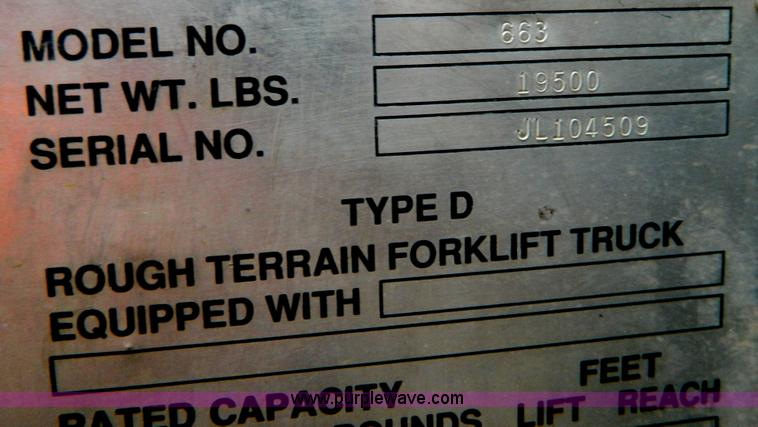 MODEL NO. 663
NET WT. LBS. 19500
SERIAL NO. JL104509
TYPE D
ROUGH TERRAIN FORKLIFT TRUCK
EQUIPPED WITH
FEET
RATED CAPACITY
POUNDS LIFT REACH
www.purplewave.com